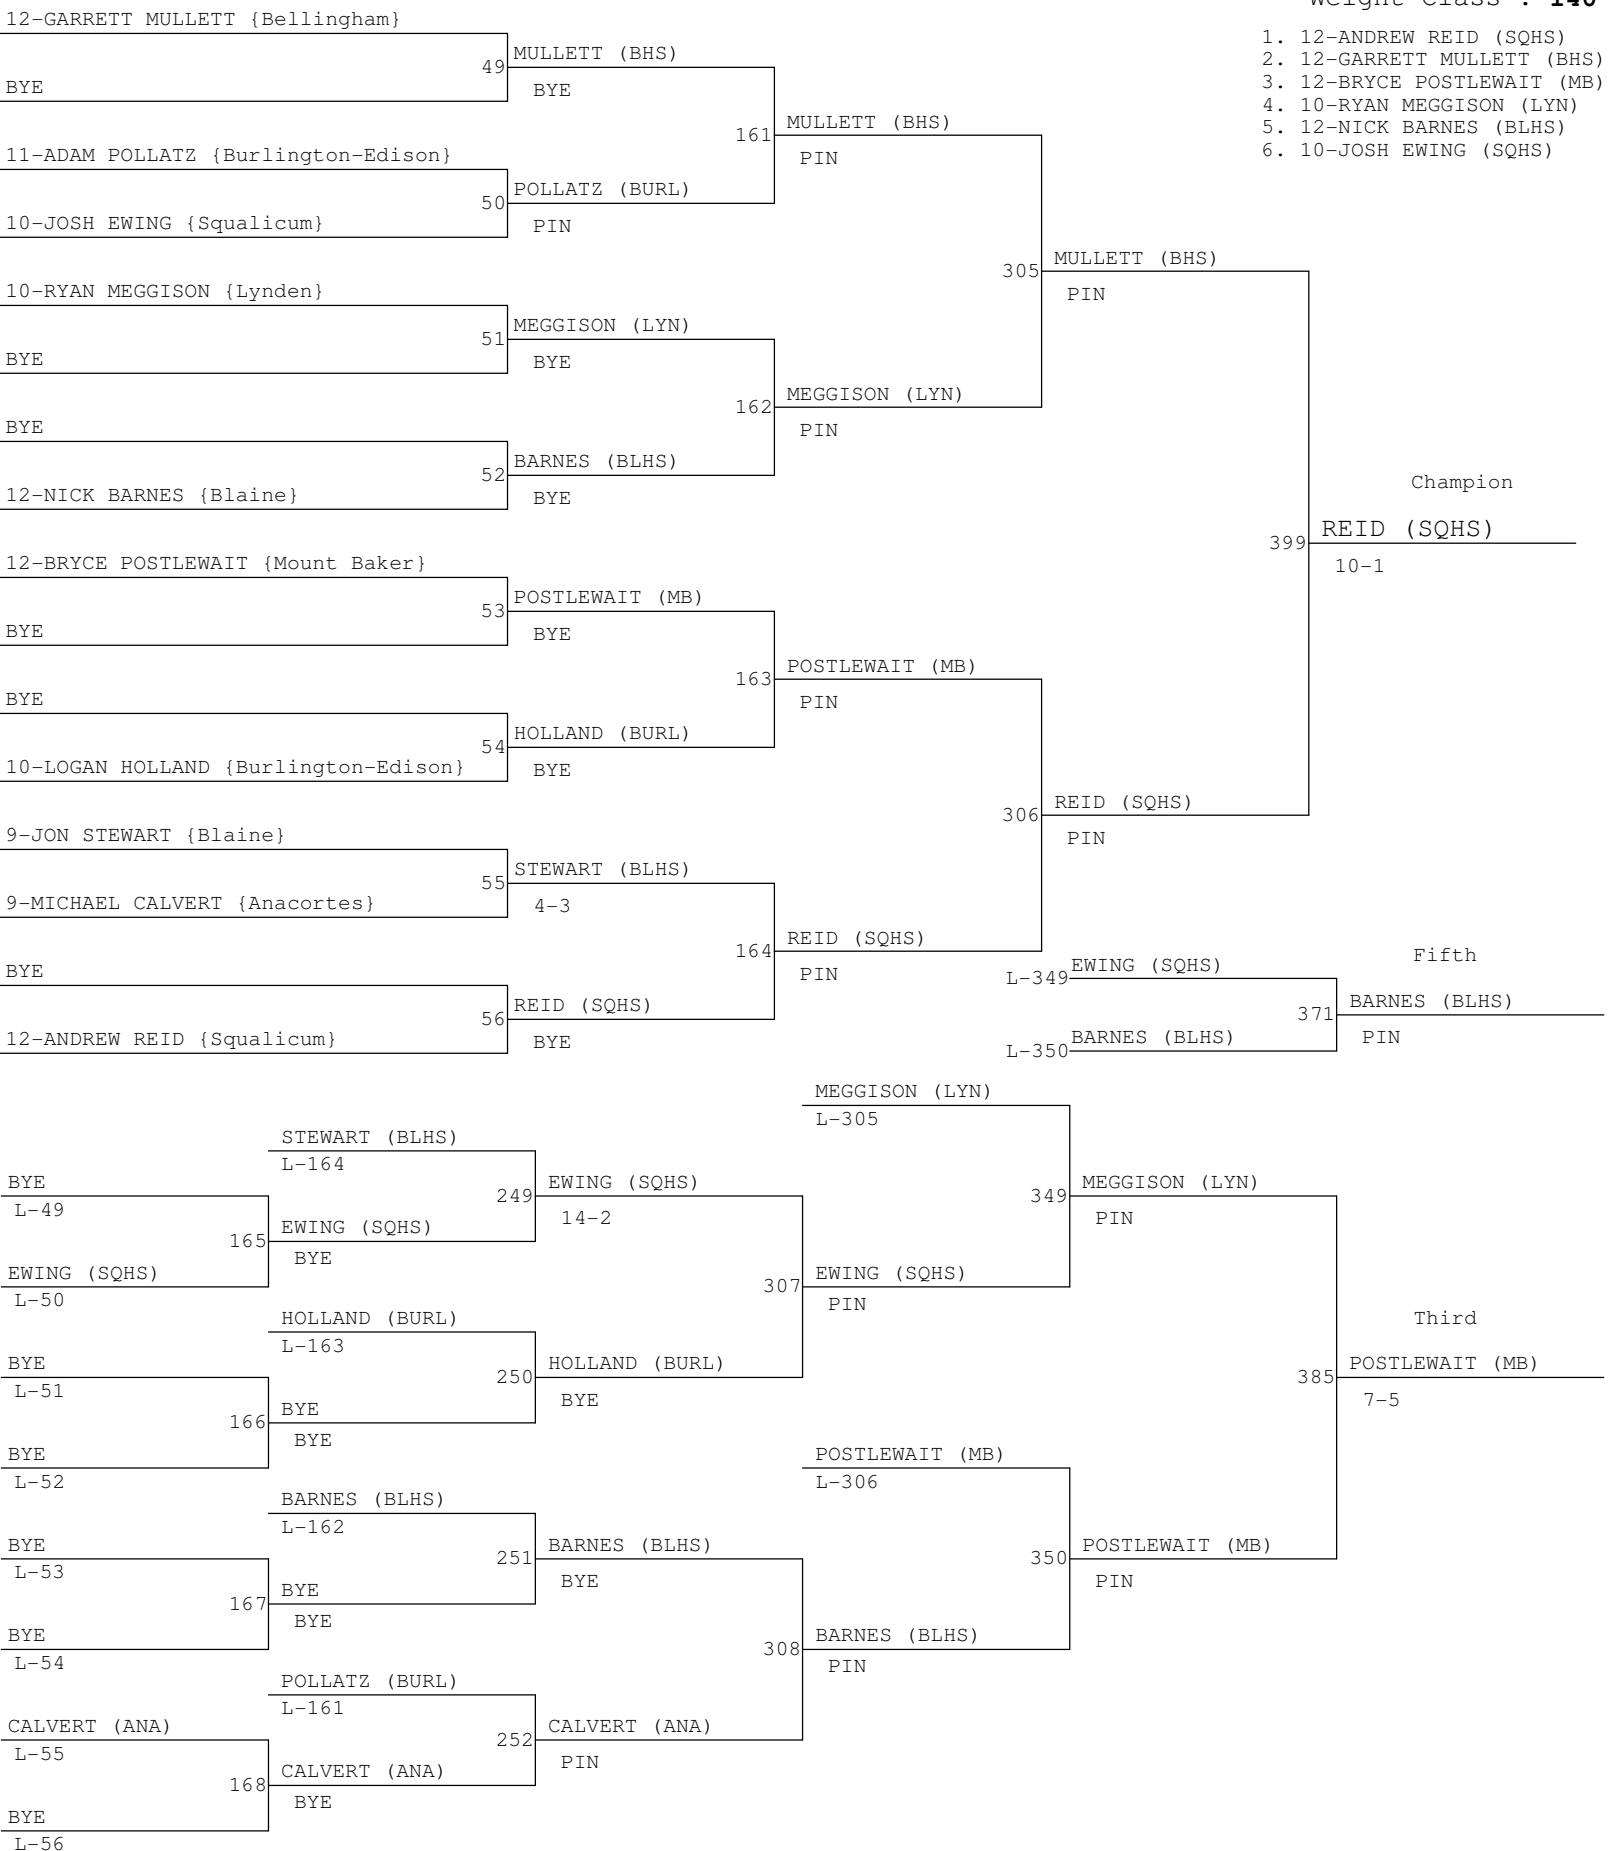 Weight Class : 140
1. 12-ANDREW REID (SQHS)
2. 12-GARRETT MULLETT (BHS)
3. 12-BRYCE POSTLEWAIT (MB)
4. 10-RYAN MEGGISON (LYN)
5. 12-NICK BARNES (BLHS)
6. 10-JOSH EWING (SQHS)
12-GARRETT MULLETT {Bellingham}
BYE
11-ADAM POLLATZ {Burlington-Edison}
10-JOSH EWING {Squalicum}
10-RYAN MEGGISON {Lynden}
BYE
BYE
12-NICK BARNES {Blaine}
12-BRYCE POSTLEWAIT {Mount Baker}
BYE
BYE
10-LOGAN HOLLAND {Burlington-Edison}
9-JON STEWART {Blaine}
9-MICHAEL CALVERT {Anacortes}
BYE
12-ANDREW REID {Squalicum}
49 MULLETT (BHS)
BYE
50 POLLATZ (BURL)
PIN
51 MEGGISON (LYN)
BYE
52 BARNES (BLHS)
BYE
53 POSTLEWAIT (MB)
BYE
54 HOLLAND (BURL)
BYE
55 STEWART (BLHS)
4-3
56 REID (SQHS)
BYE
161 MULLETT (BHS)
PIN
162 MEGGISON (LYN)
PIN
163 POSTLEWAIT (MB)
PIN
164 REID (SQHS)
PIN
305 MULLETT (BHS)
PIN
306 REID (SQHS)
PIN
Champion
399 REID (SQHS)
10-1
Fifth
L-349 EWING (SQHS)
L-350 BARNES (BLHS)
371 BARNES (BLHS)
PIN
BYE
L-49
EWING (SQHS)
L-50
BYE
L-51
BYE
L-52
BYE
L-53
BYE
L-54
CALVERT (ANA)
L-55
BYE
L-56
STEWART (BLHS)
L-164
165 EWING (SQHS)
BYE
HOLLAND (BURL)
L-163
166 BYE
BYE
BARNES (BLHS)
L-162
167 BYE
BYE
POLLATZ (BURL)
L-161
168 CALVERT (ANA)
BYE
249 EWING (SQHS)
14-2
250 HOLLAND (BURL)
BYE
251 BARNES (BLHS)
BYE
252 CALVERT (ANA)
PIN
MEGGISON (LYN)
L-305
307 EWING (SQHS)
PIN
POSTLEWAIT (MB)
L-306
308 BARNES (BLHS)
PIN
349 MEGGISON (LYN)
PIN
350 POSTLEWAIT (MB)
PIN
Third
385 POSTLEWAIT (MB)
7-5